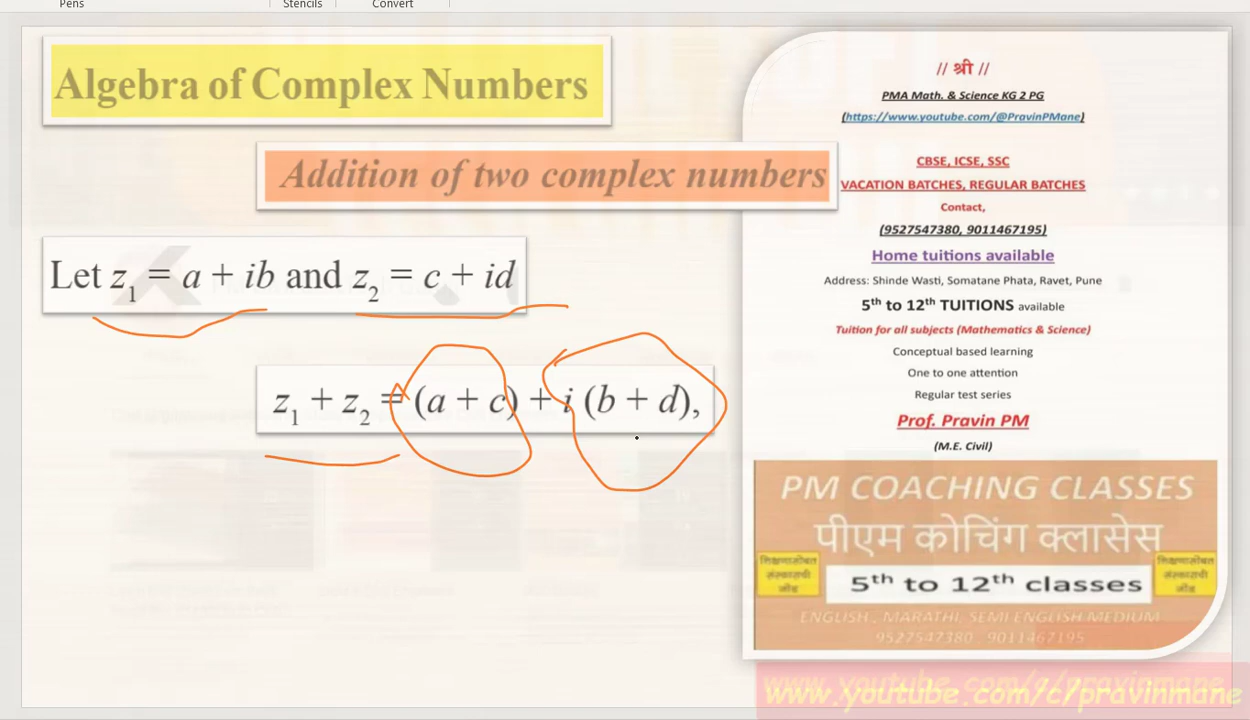 Pens Stencils Convert
Algebra of Complex Numbers
Addition of two complex numbers
Let z₁ = a + ib and z₂ = c + id
z₁ + z₂ = (a + c) + i (b + d),
// श्री //
PMA Math. & Science KG 2 PG
(https://www.youtube.com/@PravinPMane)
CBSE, ICSE, SSC
VACATION BATCHES, REGULAR BATCHES
Contact,
(9527547380, 9011467195)
Home tuitions available
Address: Shinde Wasti, Somatane Phata, Ravet, Pune
5th to 12th TUITIONS available
Tuition for all subjects (Mathematics & Science)
Conceptual based learning
One to one attention
Regular test series
Prof. Pravin PM
(M.E. Civil)
PM COACHING CLASSES
पीएम कोचिंग क्लासेस
शिक्षणासोबत
संस्काराची
जोड
5th to 12th classes
शिक्षणासोबत
संस्काराची
जोड
ENGLISH, MARATHI, SEMI ENGLISH MEDIUM
9527547380, 9011467195
www.youtube.com/c/pravinmane